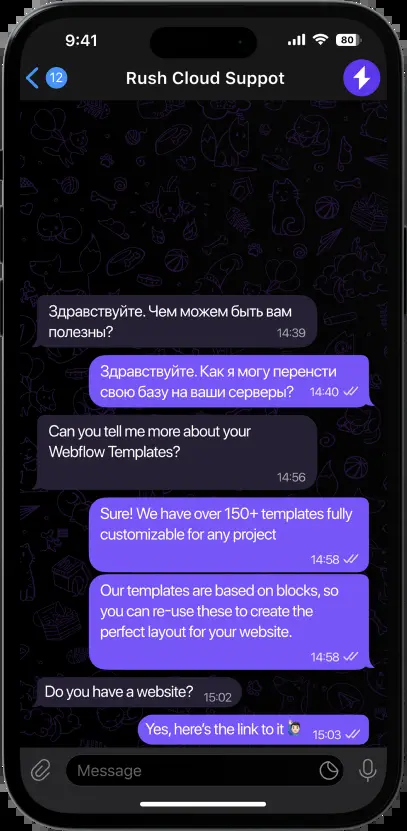 9:41
80
12
Rush Cloud Suppot
Здравствуйте. Чем можем быть вам
полезны?
14:39
Здравствуйте. Как я могу перенсти
свою базу на ваши серверы?
14:40
Can you tell me more about your
Webflow Templates?
14:56
Sure! We have over 150+ templates fully
customizable for any project
14:58
Our templates are based on blocks, so
you can re-use these to create the
perfect layout for your website.
14:58
Do you have a website?
15:02
Yes, here's the link to it 🙋🏻‍♂️
15:03
Message